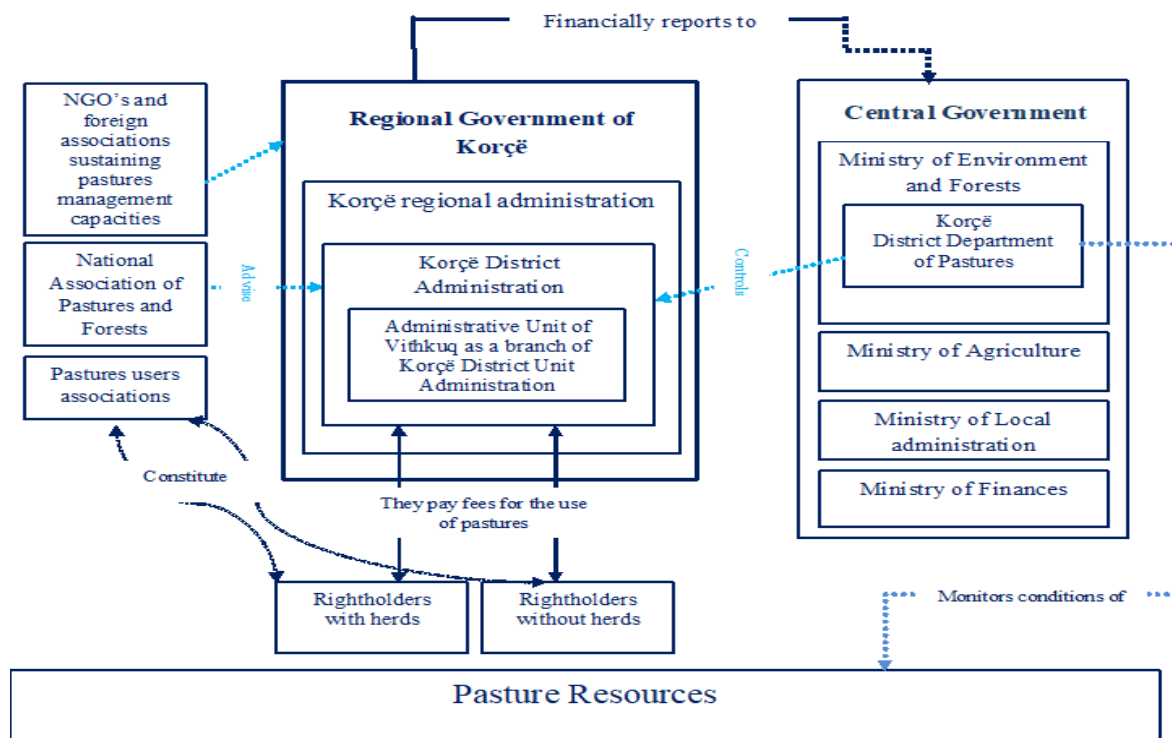 Financially reports to
NGO's and
foreign
associations
sustaining
pastures
management
capacities
National
Association of
Pastures and
Forests
Pastures users
associations
Advise
Constitute
Regional Government of
Korçë
Korçë regional administration
Korçë District
Administration
Administrative Unit of
Vithkuq as a branch of
Korçë District Unit
Administration
They pay fees for the use
of pastures
Rightholders
with herds
Rightholders
without herds
Controls
Central Government
Ministry of Environment
and Forests
Korçë
District Department
of Pastures
Ministry of Agriculture
Ministry of Local
administration
Ministry of Finances
Monitors conditions of
Pasture Resources